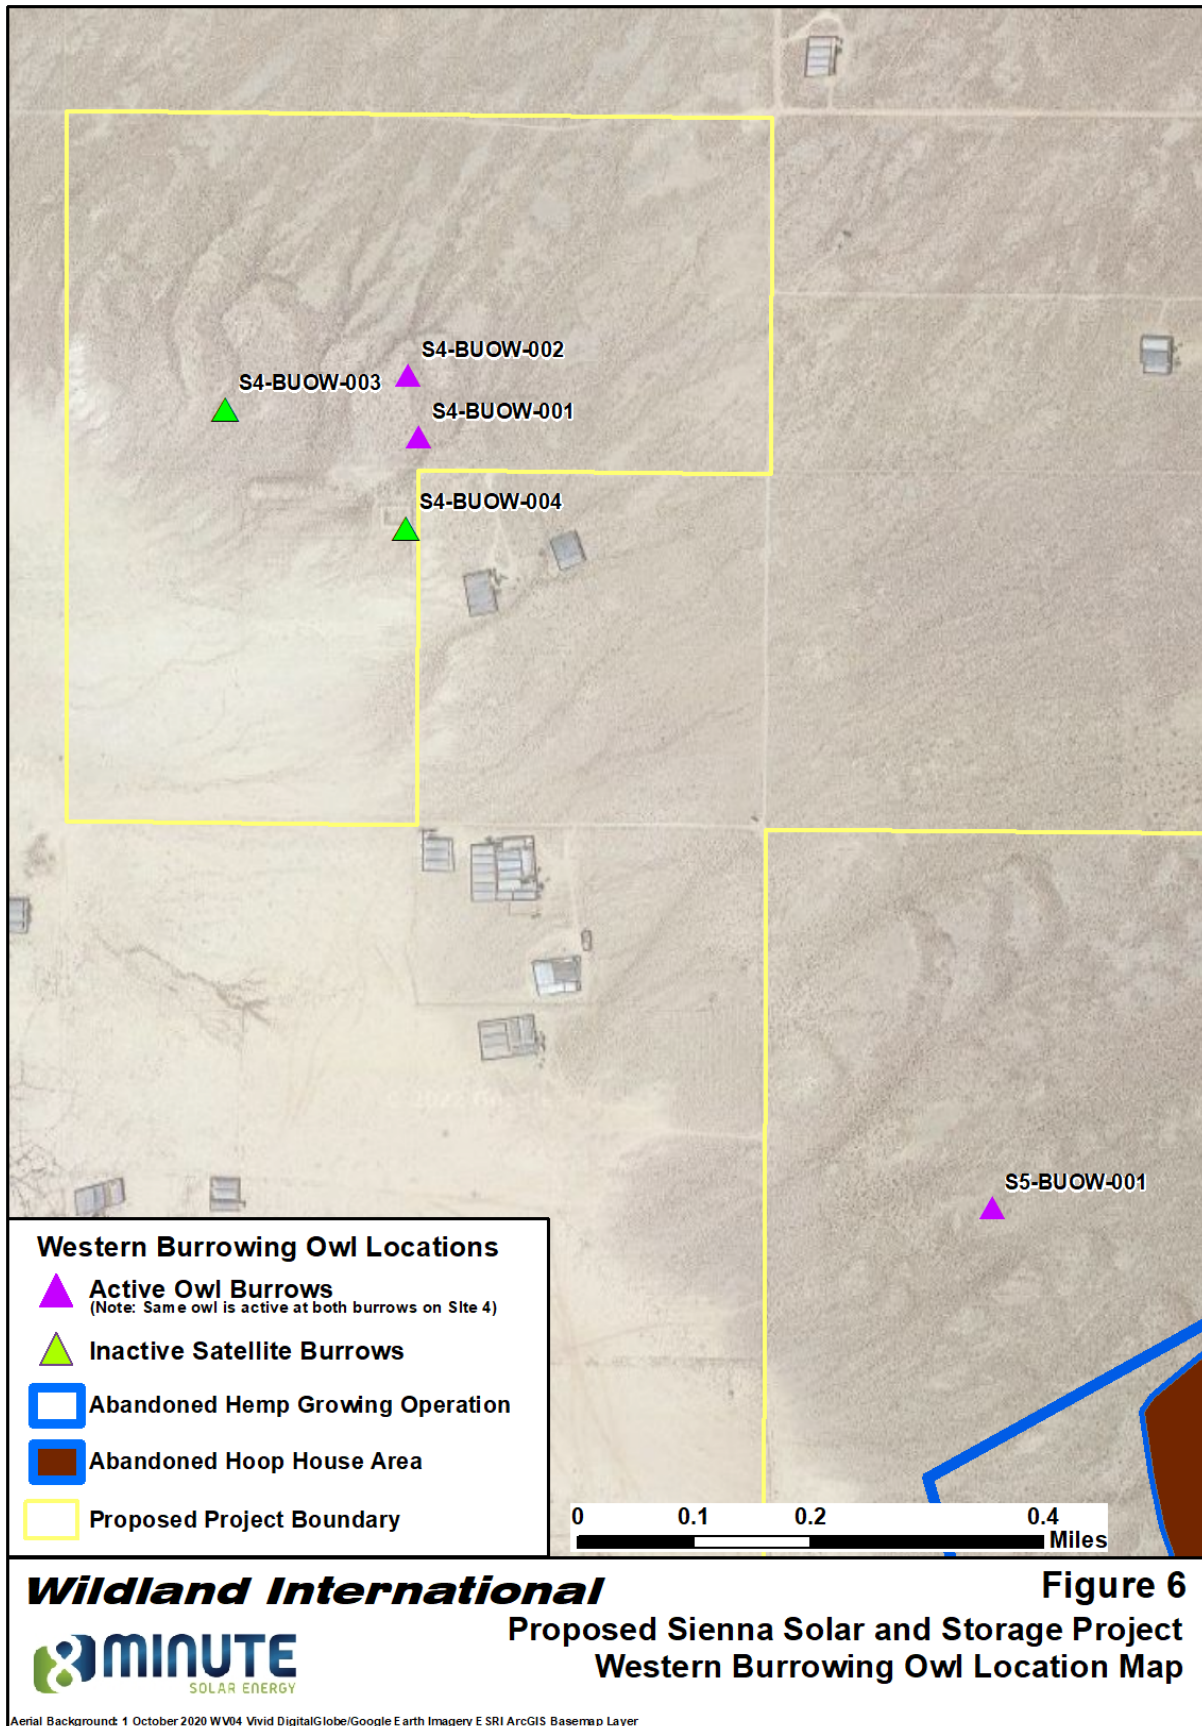 S4-BUOW-002
S4-BUOW-003
S4-BUOW-001
S4-BUOW-004
S5-BUOW-001
Western Burrowing Owl Locations
Active Owl Burrows
(Note: Same owl is active at both burrows on SIte 4)
Inactive Satellite Burrows
Abandoned Hemp Growing Operation
Abandoned Hoop House Area
Proposed Project Boundary
0 0.1 0.2 0.4
Miles
Wildland International
Figure 6
Proposed Sienna Solar and Storage Project
Western Burrowing Owl Location Map
8MINUTE
SOLAR ENERGY
Aerial Background: 1 October 2020 WV04 Vivid DigitalGlobe/Google Earth Imagery ESRI ArcGIS Basemap Layer